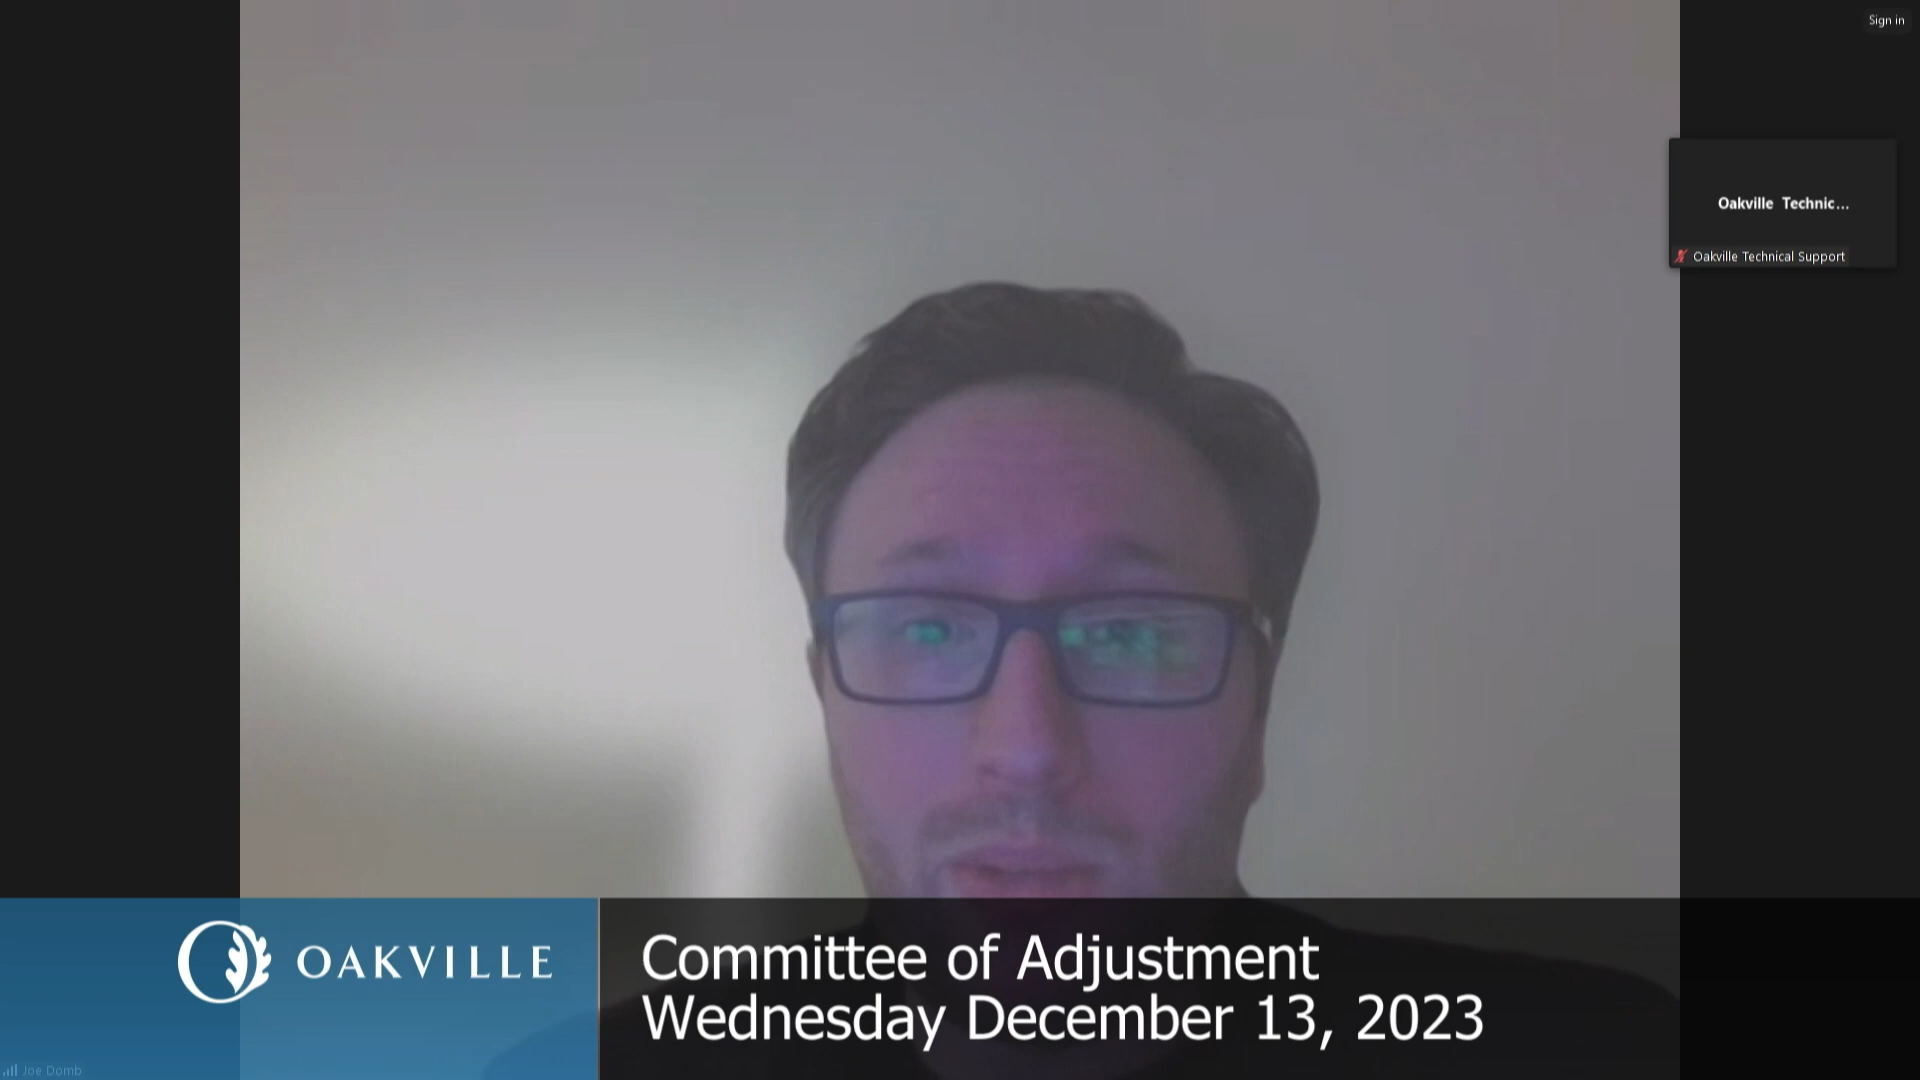 Sign in
Oakville Technic...
Oakville Technical Support
OAKVILLE
Committee of Adjustment
Wednesday December 13, 2023
Joe Domb